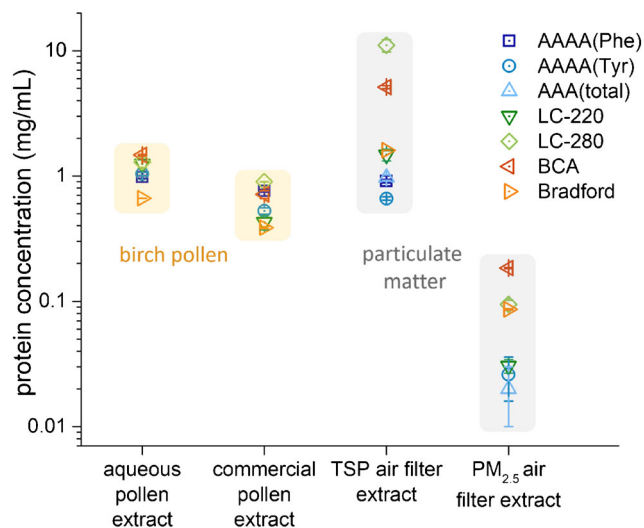 protein concentration (mg/mL)
10
1
0.1
0.01
AAAA(Phe)
AAAA(Tyr)
AAA(total)
LC-220
LC-280
BCA
Bradford
birch pollen
particulate
matter
aqueous
pollen
extract
commercial
pollen
extract
TSP air filter
extract
PM2.5 air
filter extract